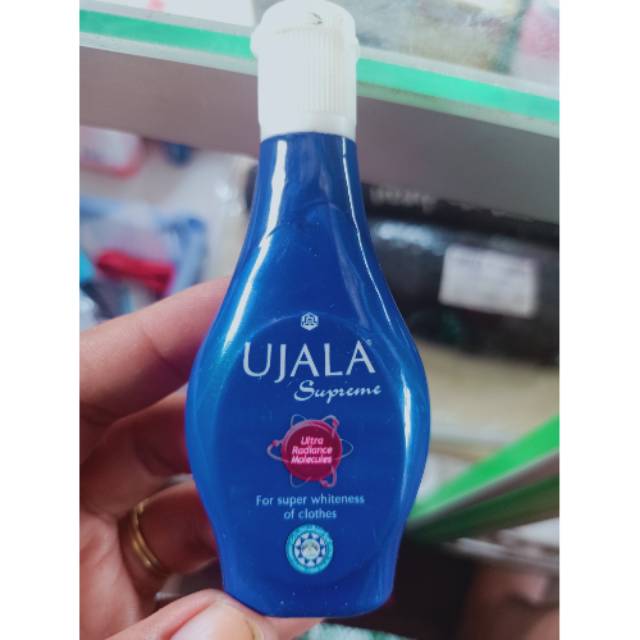 UJALA
Supreme
Ultra
Radiance
Molecules
For super whiteness
of clothes